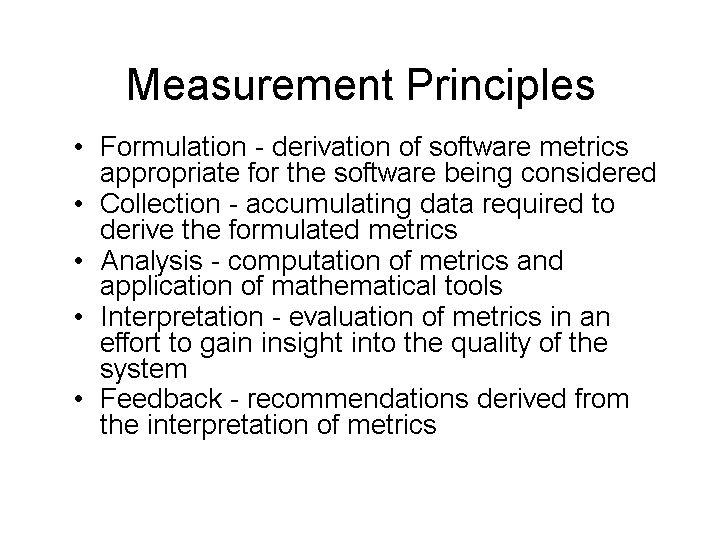 Measurement Principles
• Formulation - derivation of software metrics
appropriate for the software being considered
• Collection - accumulating data required to
derive the formulated metrics
• Analysis - computation of metrics and
application of mathematical tools
• Interpretation - evaluation of metrics in an
effort to gain insight into the quality of the
system
• Feedback - recommendations derived from
the interpretation of metrics